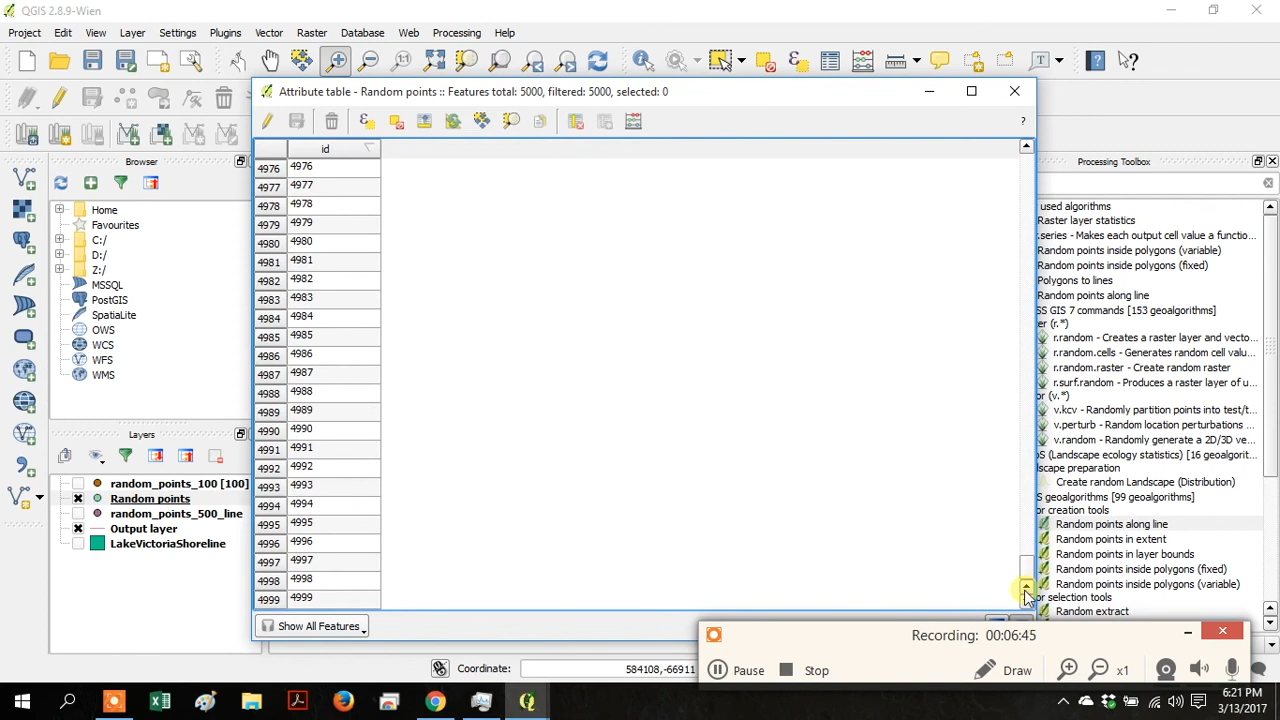 QGIS 2.8.9-Wien
Project Edit View Layer Settings Plugins Vector Raster Database Web Processing Help
Attribute table - Random points :: Features total: 5000, filtered: 5000, selected: 0
?
Browser
Processing Toolbox
id
4976 4976
4977 4977
4978 4978
4979 4979
4980 4980
4981 4981
4982 4982
4983 4983
4984 4984
4985 4985
4986 4986
4987 4987
4988 4988
4989 4989
4990 4990
4991 4991
4992 4992
4993 4993
4994 4994
4995 4995
4996 4996
4997 4997
4998 4998
4999 4999
Show All Features
Home
Favourites
C:/
D:/
Z:/
MSSQL
PostGIS
SpatiaLite
OWS
WCS
WFS
WMS
Layers
random_points_100 [100]
Random points
random_points_500_line
Output layer
LakeVictoriaShoreline
used algorithms
Raster layer statistics
.series - Makes each output cell value a functio...
Random points inside polygons (variable)
Random points inside polygons (fixed)
Polygons to lines
Random points along line
SS GIS 7 commands [153 geoalgorithms]
er (r.*)
r.random - Creates a raster layer and vecto...
r.random.cells - Generates random cell valu...
r.random.raster - Create random raster
r.surf.random - Produces a raster layer of u...
or (v.*)
v.kcv - Randomly partition points into test/t...
v.perturb - Random location perturbations ...
v.random - Randomly generate a 2D/3D ve...
oS (Landscape ecology statistics) [16 geoalgorithms]
dscape preparation
Create random Landscape (Distribution)
S geoalgorithms [99 geoalgorithms]
or creation tools
Random points along line
Random points in extent
Random points in layer bounds
Random points inside polygons (fixed)
Random points inside polygons (variable)
or selection tools
Random extract
Recording: 00:06:45
Pause Stop Draw x1
Coordinate: 584108,-66911
6:21 PM
3/13/2017